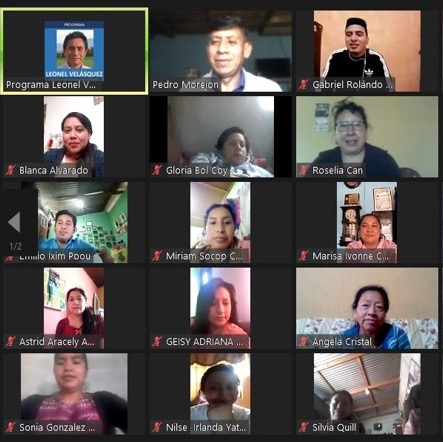 PROGRAMA
LEONEL VELÁSQUEZ
Programa Leonel V...
Pedro Morejon
Gabriel Rolándo ...
Blanca Alvarado
Gloria Bol Coy
Roselia Can
1/2
Emilio Ixim Poou
Miriam Socop C...
Marisa Ivonne C...
Astrid Aracely A...
GEISY ADRIANA ...
Angela Cristal
Sonia Gonzalez ...
Nilse Irlanda Yat...
Silvia Quill